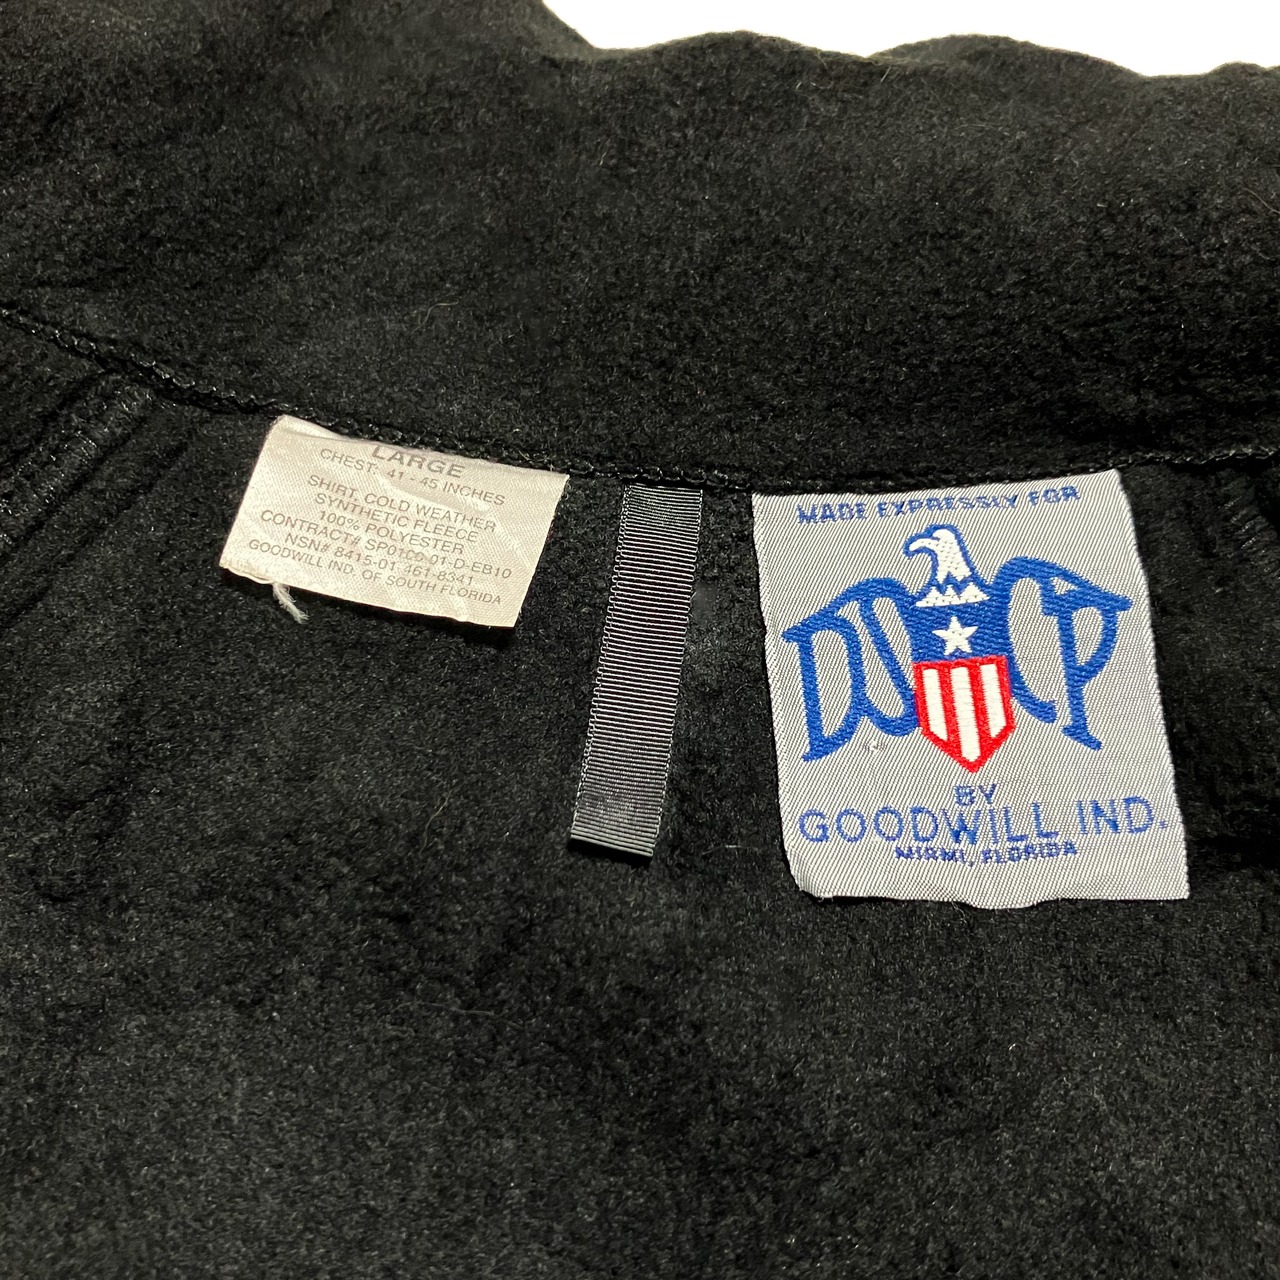 LARGE
CHEST: 41 - 45 INCHES
SHIRT, COLD WEATHER
SYNTHETIC FLEECE
100% POLYESTER
CONTRACT# SP0100-01-D-EB10
NSN# 8415-01-461-8341
GOODWILL IND. OF SOUTH FLORIDA
MADE EXPRESSLY FOR
DSCP
BY
GOODWILL IND.
MIAMI, FLORIDA